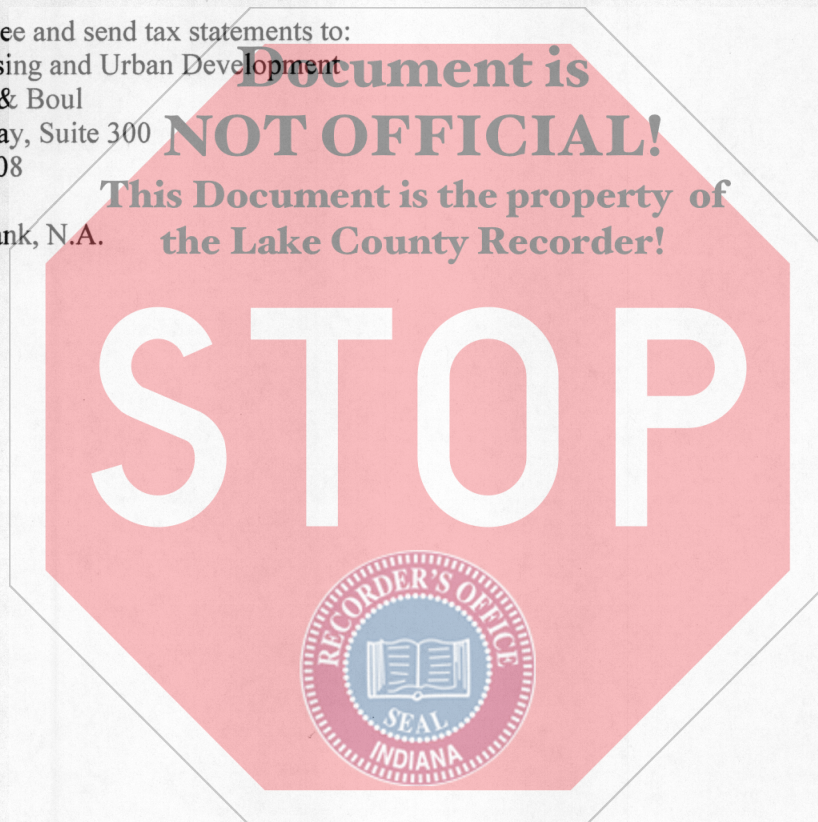 ee and send tax statements to:
sing and Urban Development
& Boul
ay, Suite 300
08
ank, N.A.
Document is
NOT OFFICIAL!
This Document is the property of
the Lake County Recorder!
STOP
RECORDER'S OFFICE
SEAL
INDIANA